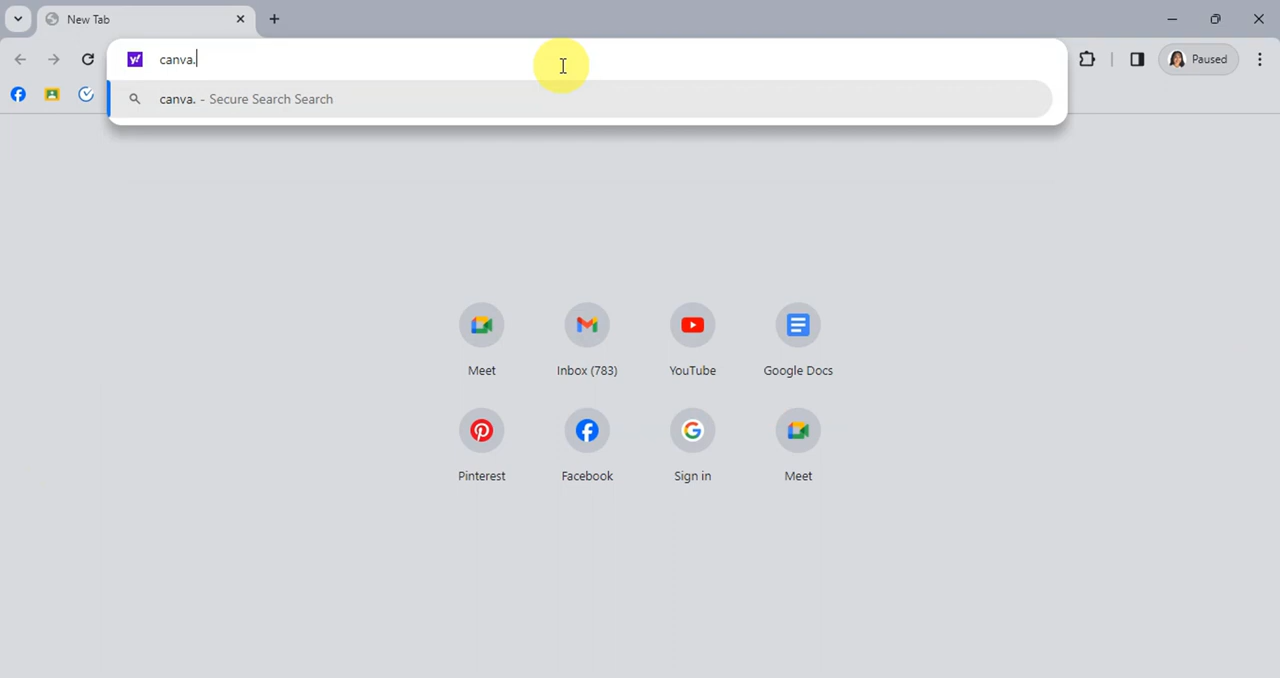 New Tab
y!
canva.
Paused
canva. - Secure Search Search
Meet
Inbox (783)
YouTube
Google Docs
Pinterest
Facebook
Sign in
Meet